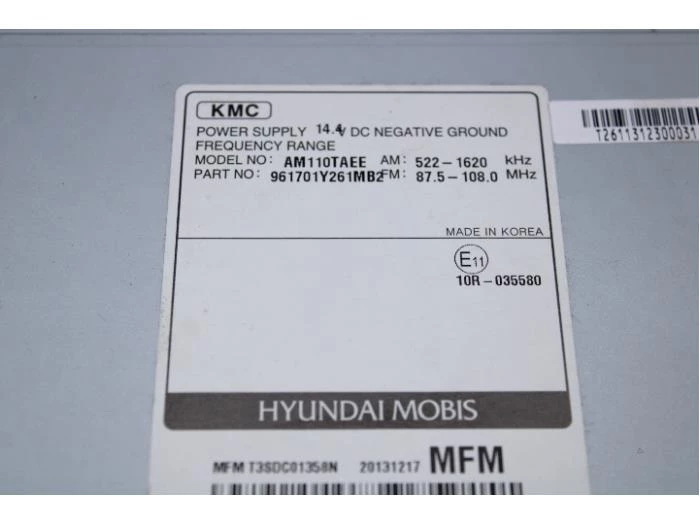 KMC
POWER SUPPLY 14.4V DC NEGATIVE GROUND
FREQUENCY RANGE
MODEL NO: AM110TAEE AM: 522-1620 kHz
PART NO: 961701Y261MB2 FM: 87.5-108.0 MHz
T2611312300031
MADE IN KOREA
E11
10R-035580
HYUNDAI MOBIS
MFM T3SDC01358N 20131217 MFM